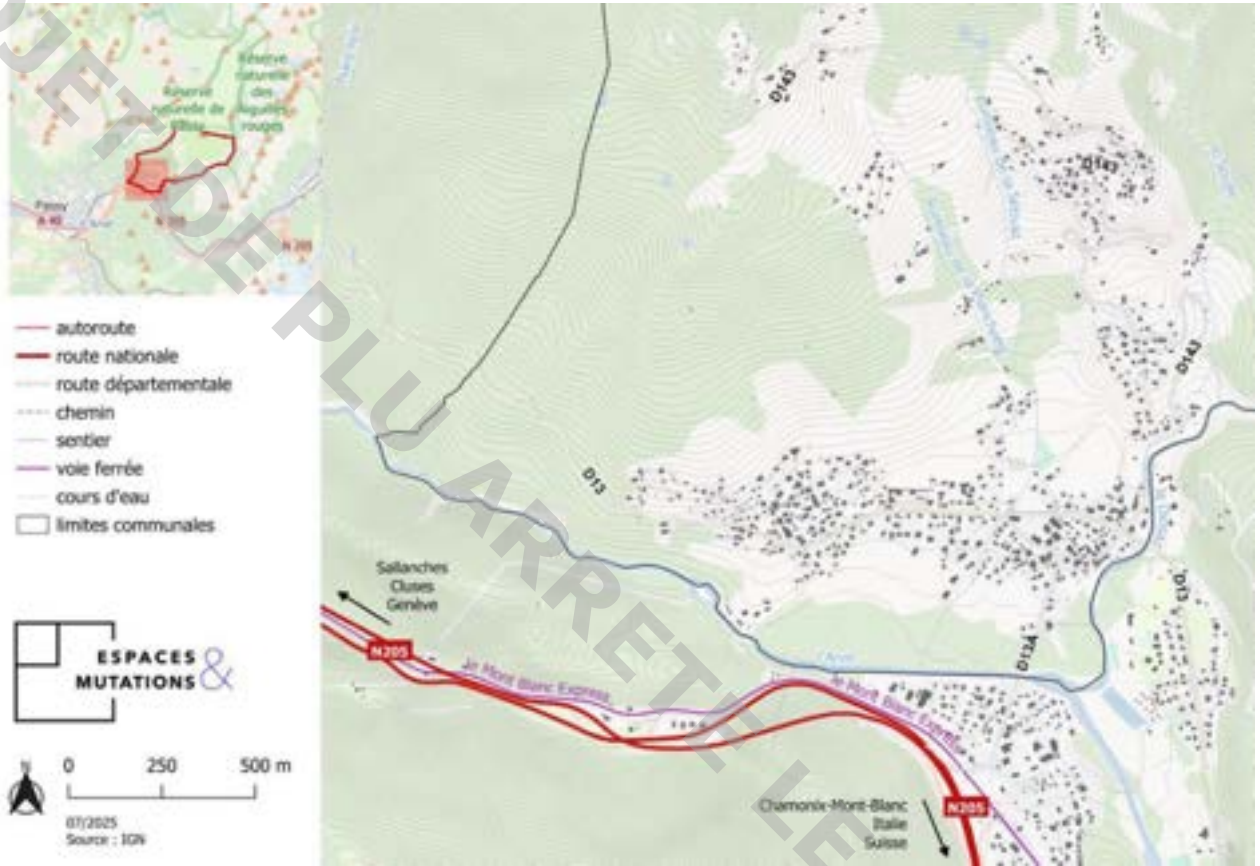 PROJET DE PLU ARRETE LE
Réserve
naturelle
des
Aiguilles
rouges
Réserve
naturelle de
Passy
Passy
A 40
N 205
N 205
autoroute
route nationale
route départementale
chemin
sentier
voie ferrée
cours d'eau
limites communales
ESPACES &
MUTATIONS
N
0 250 500 m
07/2025
Source : IGN
D143
D143
D143
D13
D13
D13A
Sallanches
Cluses
Genève
N205
le Mont Blanc Express
le Mont Blanc Express
l'Arve
N205
Chamonix-Mont-Blanc
Italie
Suisse